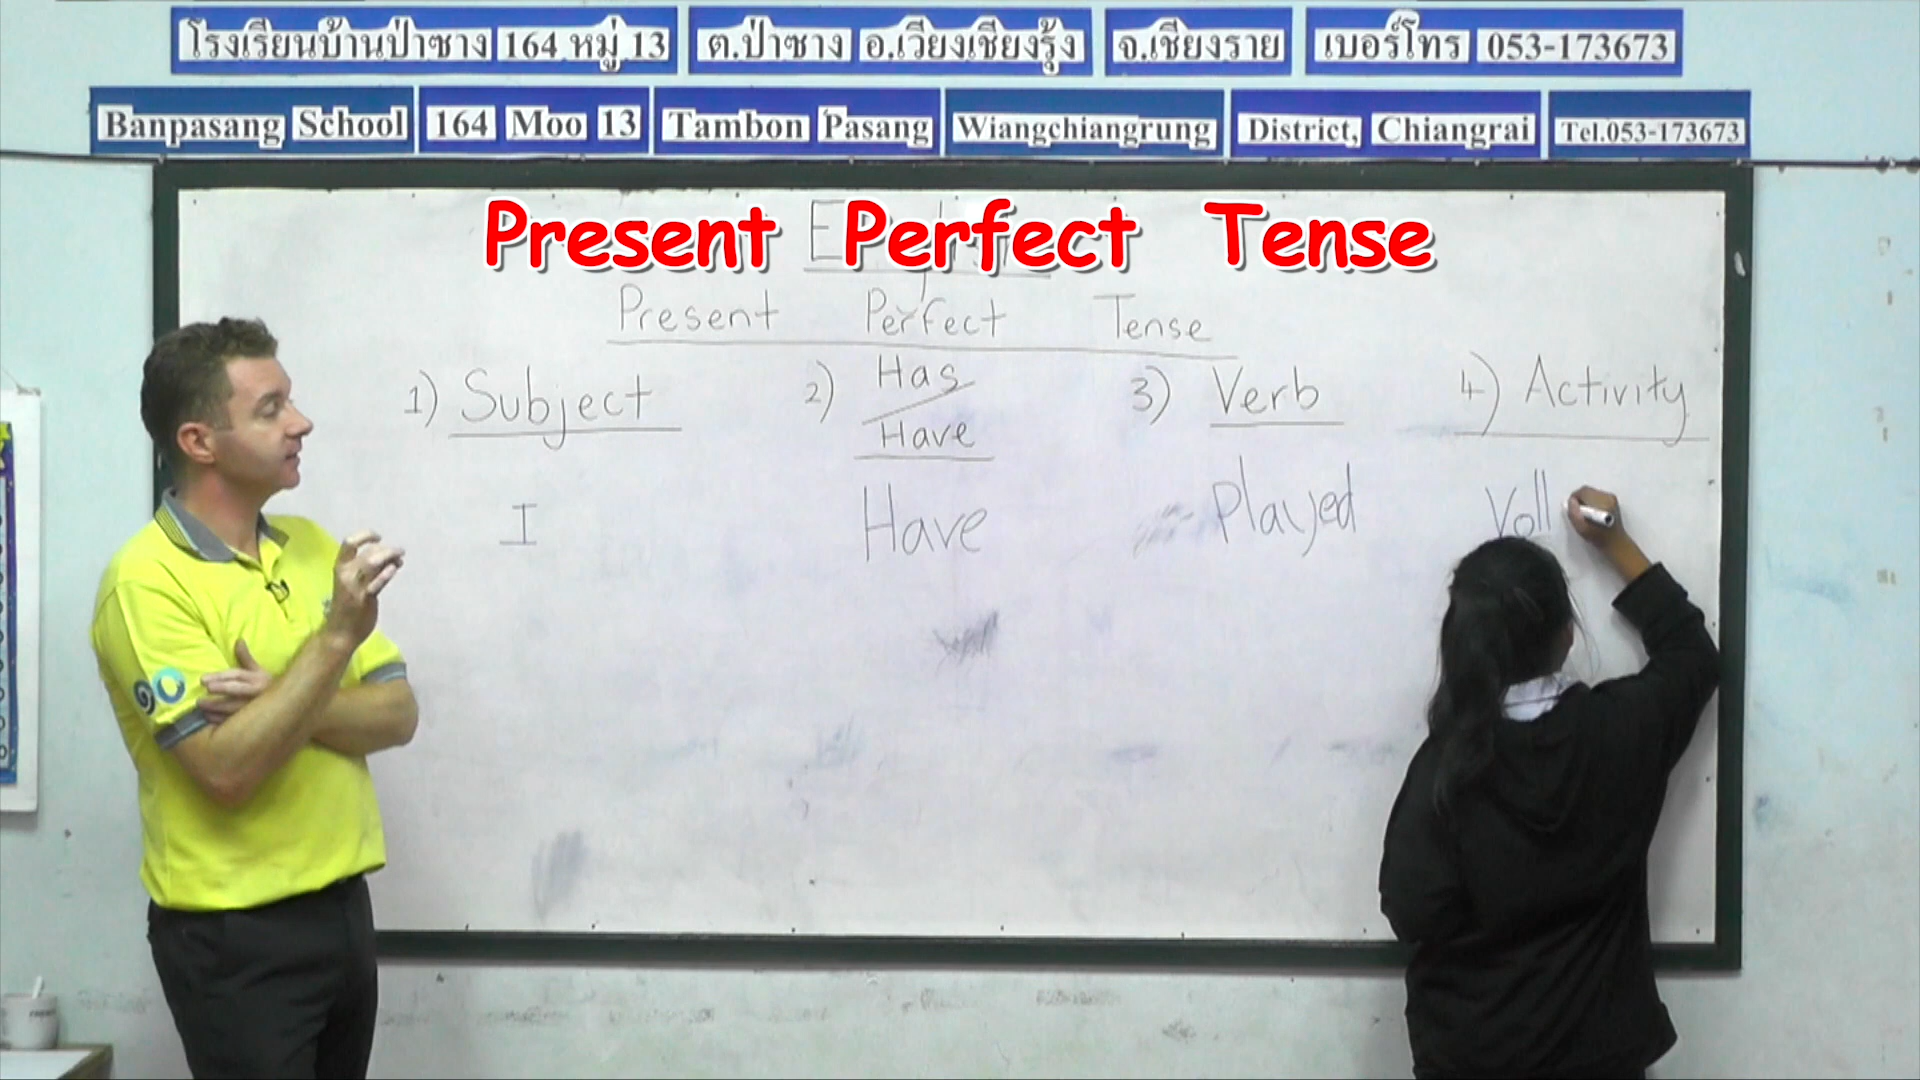 โรงเรียนบ้านป่าซาง 164 หมู่ 13 ต.ป่าซาง อ.เวียงเชียงรุ้ง จ.เชียงราย เบอร์โทร 053-173673
Banpasang School 164 Moo 13 Tambon Pasang Wiangchiangrung District, Chiangrai Tel.053-173673
Present Perfect Tense
Present Perfect Tense
1) Subject 2) Has/Have 3) Verb 4) Activity
I Have Played Voll